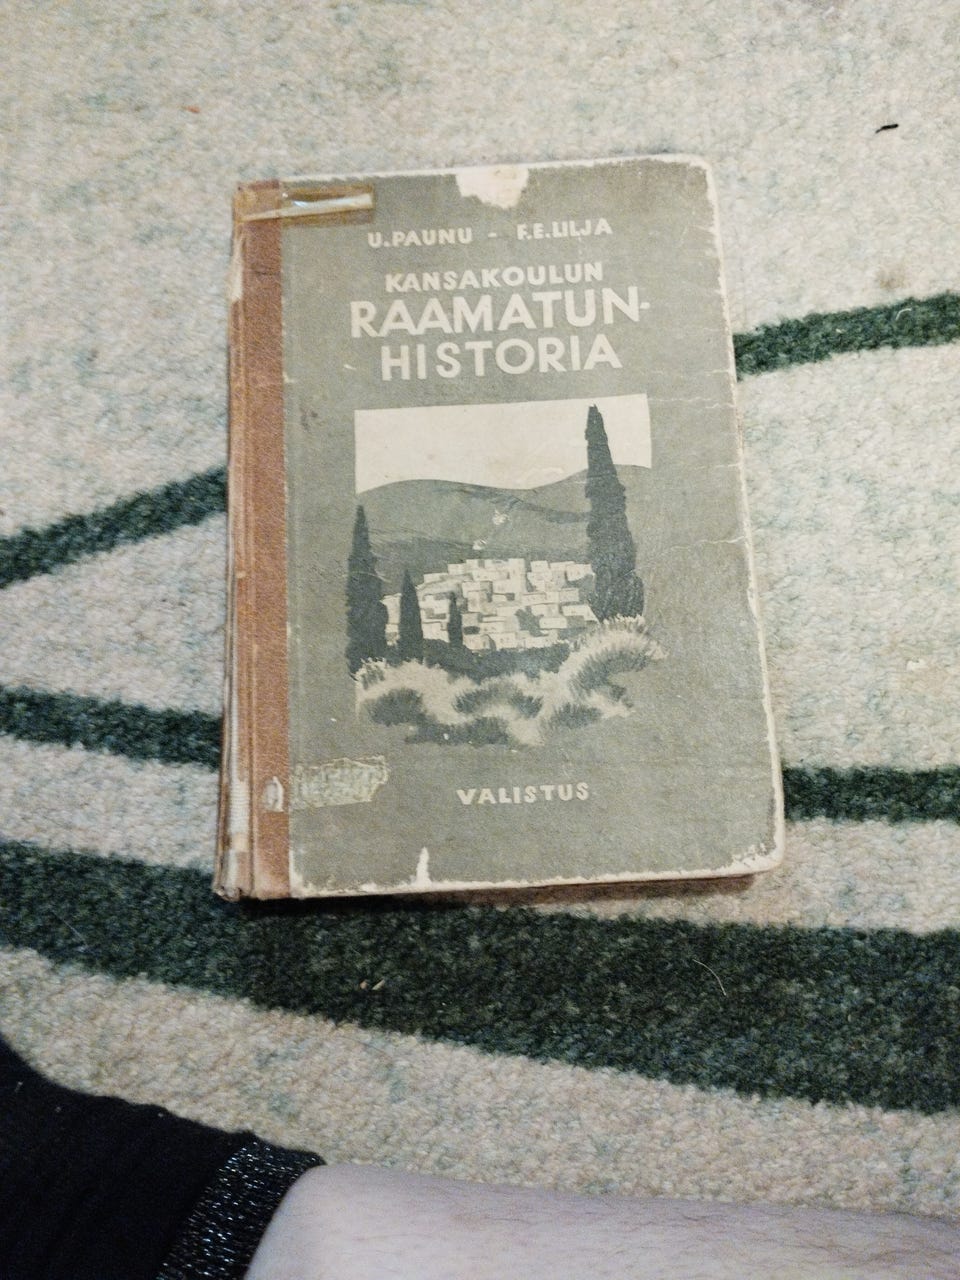 U. PAUNU - F.E. LILJA
KANSAKOULUN
RAAMATUN-
HISTORIA
VALISTUS